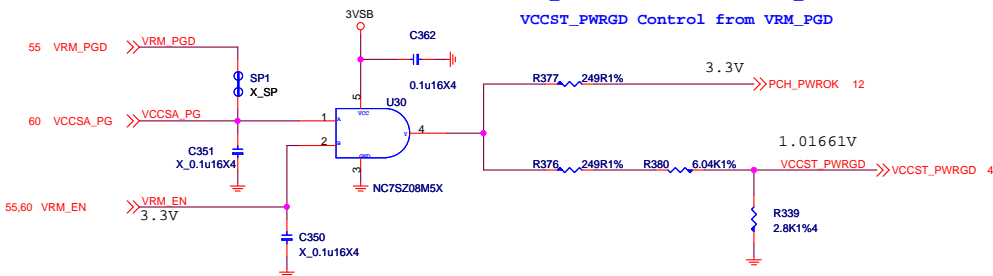 VCCST_PWRGD Control from VRM_PGD
3VSB
C362
0.1u16X4
55 VRM_PGD
VRM_PGD
SP1
X_SP
R377 249R1%
3.3V
PCH_PWROK 12
U30
5
VCC
60 VCCSA_PG
VCCSA_PG
1
A
2
B
Y
4
GND
3
NC7SZ08M5X
C351
X_0.1u16X4
1.01661V
R376 249R1%
R380 6.04K1%
VCCST_PWRGD
VCCST_PWRGD 4
55,60 VRM_EN
VRM_EN
3.3V
C350
X_0.1u16X4
R339
2.8K1%4